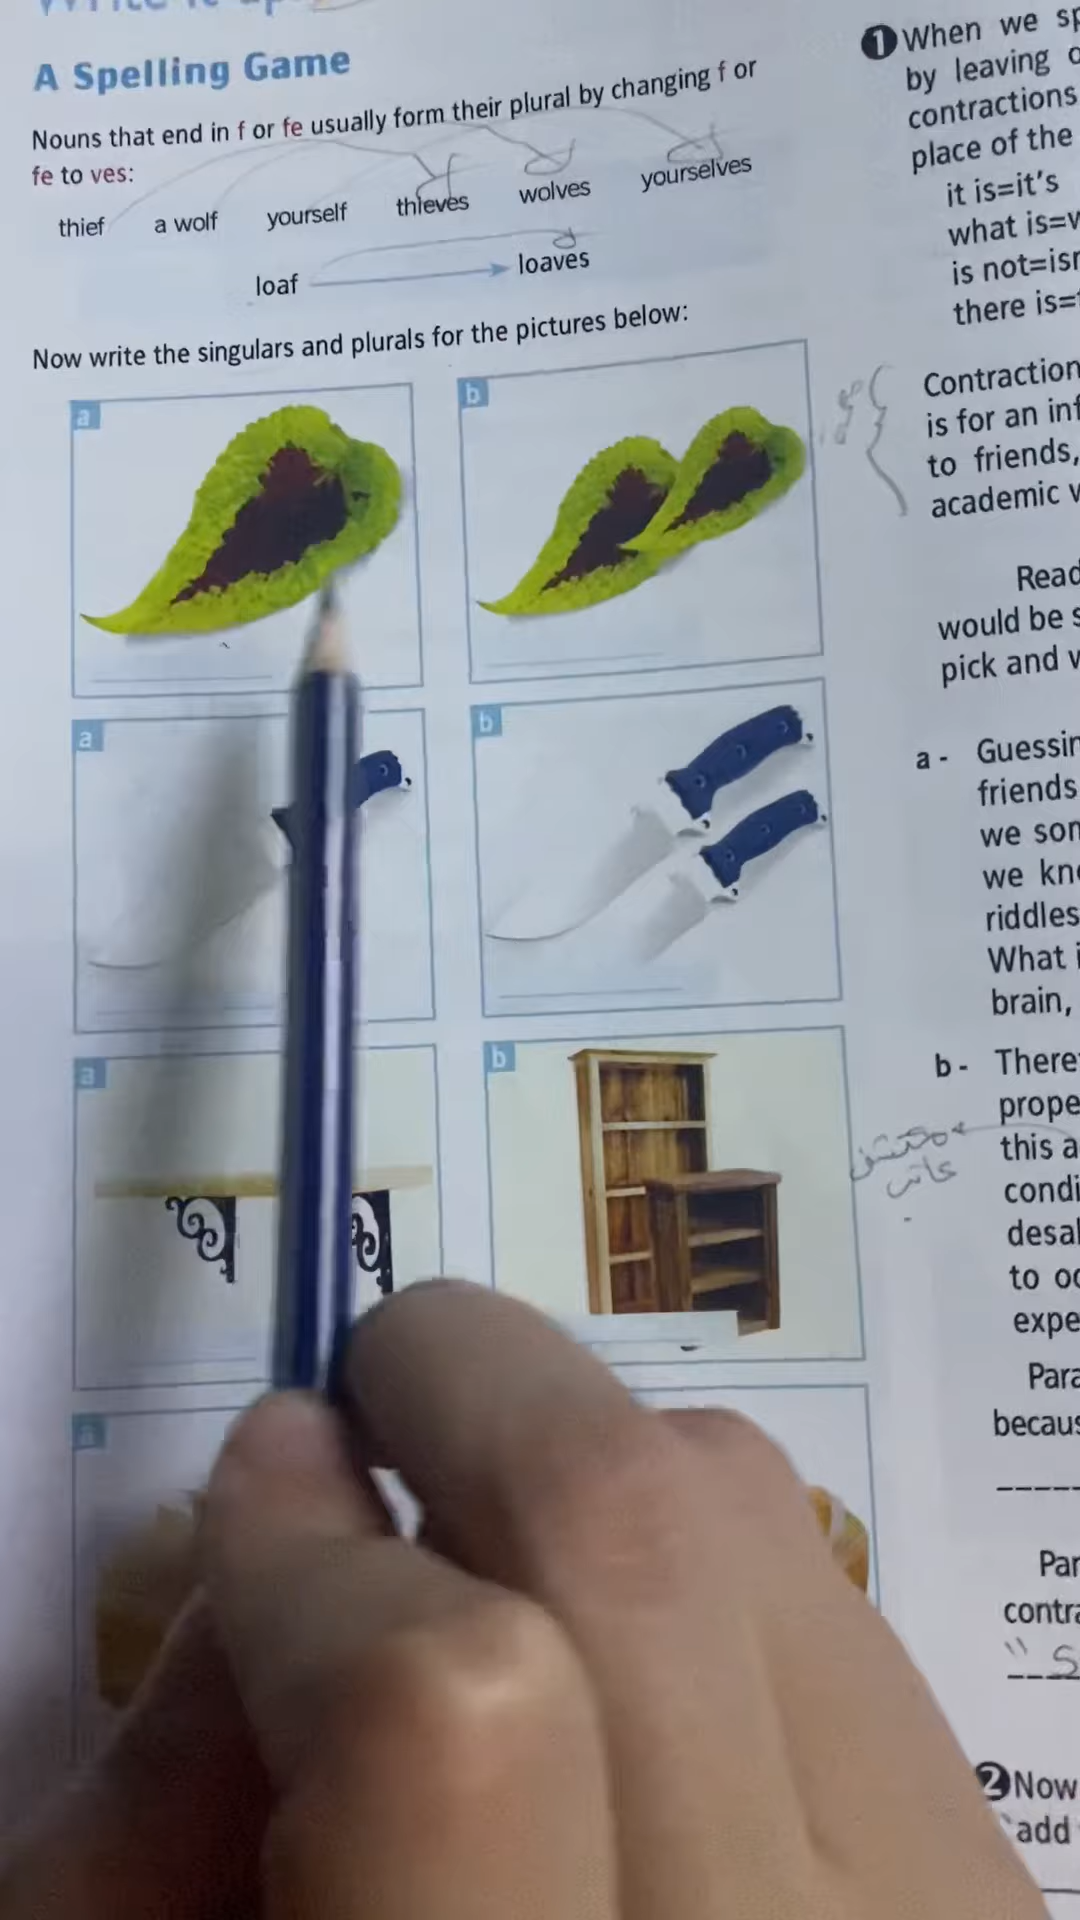 A Spelling Game
Nouns that end in f or fe usually form their plural by changing f or
fe to ves:
thief a wolf yourself thieves wolves yourselves
loaf loaves
Now write the singulars and plurals for the pictures below:
a
b
a
b
a
b
a
1 When we
by leaving
contractions
place of the
it is=it's
what is=
is not=isn
there is=
Contraction
is for an inf
to friends,
academic
Read
would be
pick and
a - Guessin
friends
we som
we kno
riddles
What i
brain,
b - There
prope
this a
condi
desal
to oc
expe
Para
becaus
Par
contra
" S
2 Now
add